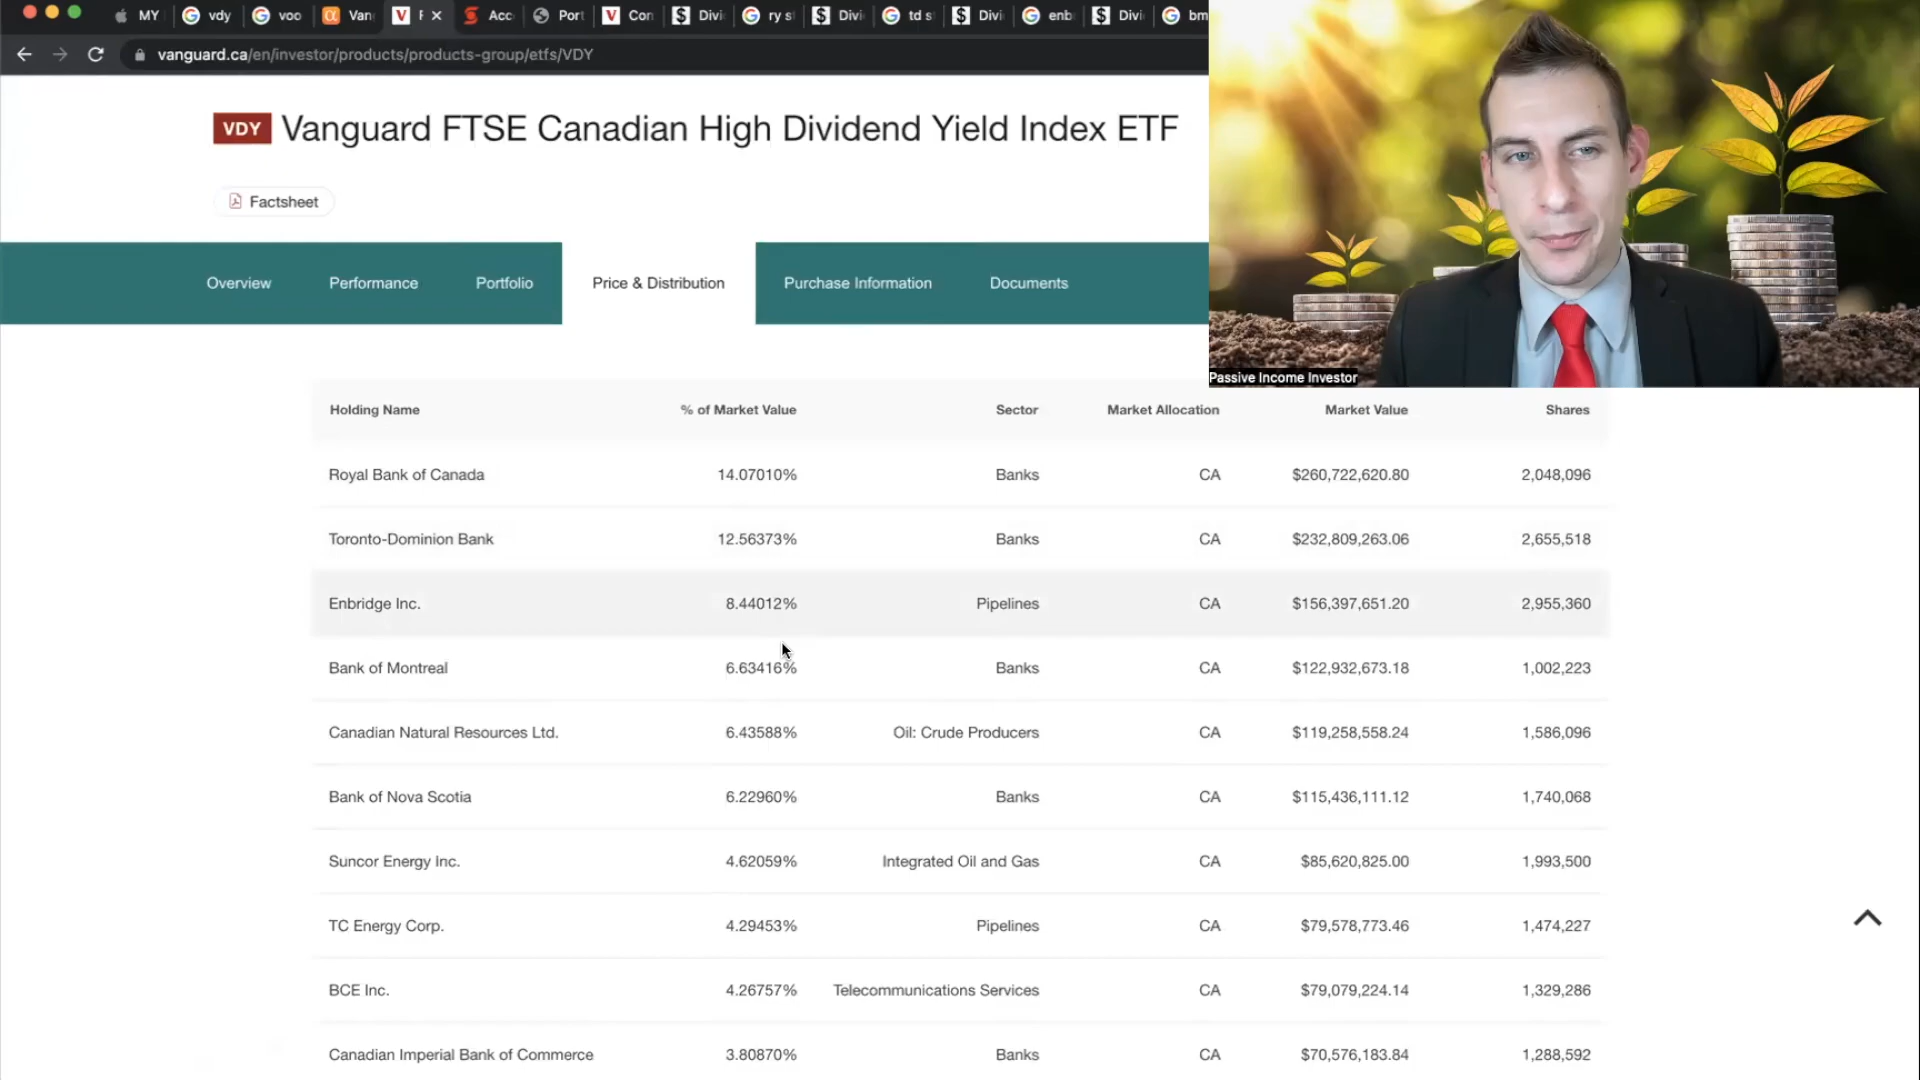 MY
vdy
voo
Van
F
Acc
Port
Con
Divi
ry s
Divi
td s
Divi
enb
Divi
bm
vanguard.ca/en/investor/products/products-group/etfs/VDY
VDY Vanguard FTSE Canadian High Dividend Yield Index ETF
Factsheet
Overview Performance Portfolio Price & Distribution Purchase Information Documents
Passive Income Investor
Holding Name % of Market Value Sector Market Allocation Market Value Shares
Royal Bank of Canada 14.07010% Banks CA $260,722,620.80 2,048,096
Toronto-Dominion Bank 12.56373% Banks CA $232,809,263.06 2,655,518
Enbridge Inc. 8.44012% Pipelines CA $156,397,651.20 2,955,360
Bank of Montreal 6.63416% Banks CA $122,932,673.18 1,002,223
Canadian Natural Resources Ltd. 6.43588% Oil: Crude Producers CA $119,258,558.24 1,586,096
Bank of Nova Scotia 6.22960% Banks CA $115,436,111.12 1,740,068
Suncor Energy Inc. 4.62059% Integrated Oil and Gas CA $85,620,825.00 1,993,500
TC Energy Corp. 4.29453% Pipelines CA $79,578,773.46 1,474,227
BCE Inc. 4.26757% Telecommunications Services CA $79,079,224.14 1,329,286
Canadian Imperial Bank of Commerce 3.80870% Banks CA $70,576,183.84 1,288,592